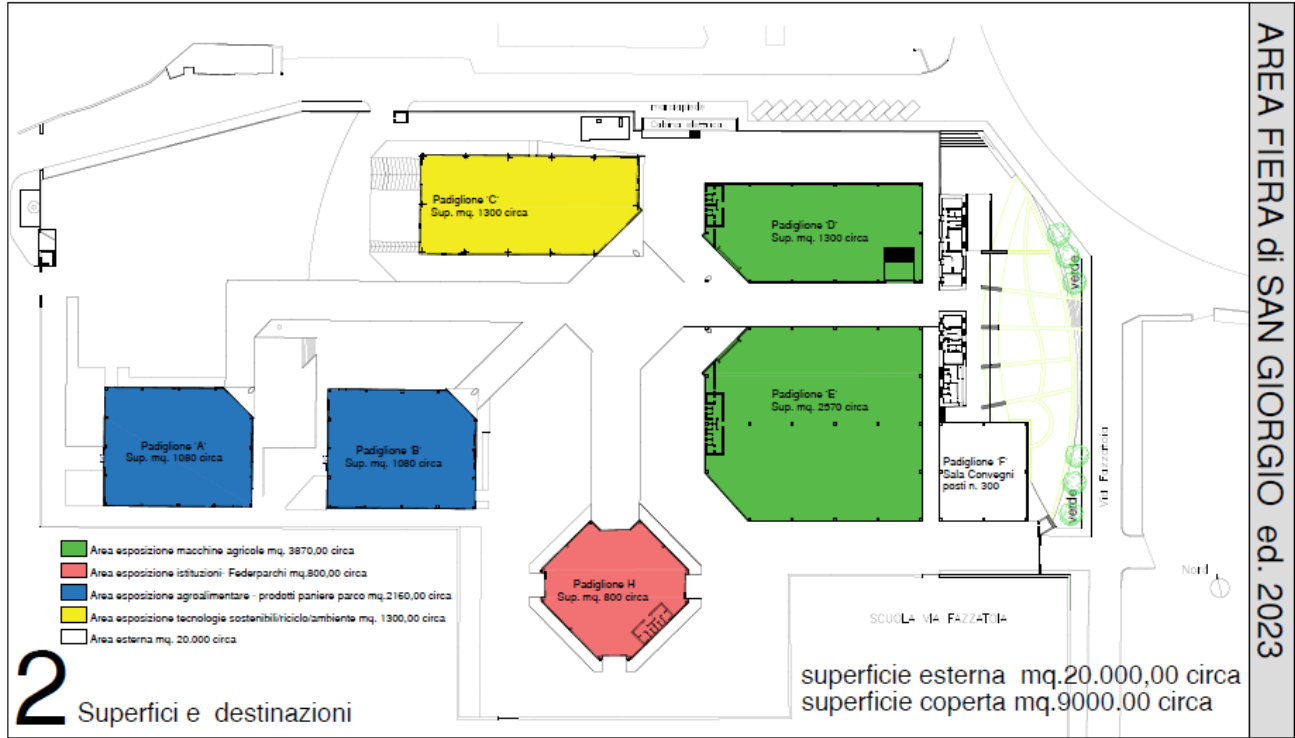 AREA FIERA di SAN GIORGIO ed. 2023
marciapiede
Cabina elettrica
Padiglione 'C'
Sup. mq. 1300 circa
Padiglione 'D'
Sup. mq. 1300 circa
verde
Padiglione 'E'
Sup. mq. 2570 circa
Padiglione 'A'
Sup. mq. 1080 circa
Padiglione 'B'
Sup. mq. 1080 circa
Padiglione 'F'
Sala Convegni
posti n. 300
verde
Via Fazzatoia
Area esposizione macchine agricole mq. 3870,00 circa
Area esposizione istituzioni- Federparchi mq.800,00 circa
Area esposizione agroalimentare - prodotti paniere parco mq.2160,00 circa
Area esposizione tecnologie sostenibili/riciclo/ambiente mq. 1300,00 circa
Area esterna mq. 20.000 circa
Padiglione H
Sup. mq. 800 circa
Nord
SCUOLA VIA FAZZATOIA
2 Superfici e destinazioni
superficie esterna mq.20.000,00 circa
superficie coperta mq.9000.00 circa